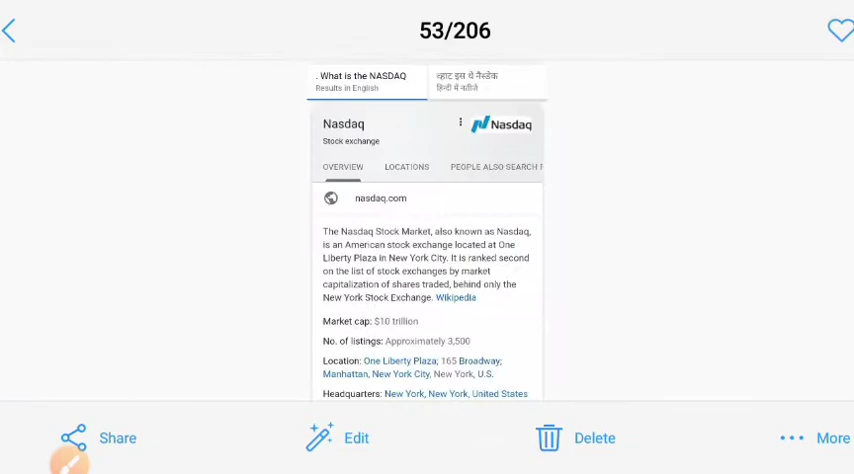 53/206
. What is the NASDAQ
Results in English
व्हाट इस थे नैस्डेक
हिन्दी में नतीजे
Nasdaq
Nasdaq
Stock exchange
OVERVIEW LOCATIONS PEOPLE ALSO SEARCH F
nasdaq.com
The Nasdaq Stock Market, also known as Nasdaq,
is an American stock exchange located at One
Liberty Plaza in New York City. It is ranked second
on the list of stock exchanges by market
capitalization of shares traded, behind only the
New York Stock Exchange. Wikipedia
Market cap: $10 trillion
No. of listings: Approximately 3,500
Location: One Liberty Plaza; 165 Broadway;
Manhattan, New York City, New York, U.S.
Headquarters: New York, New York, United States
Share Edit Delete More